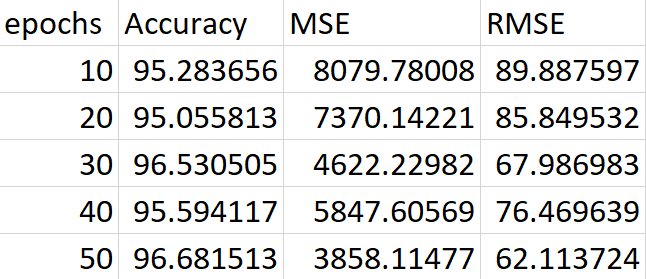 epochs Accuracy MSE RMSE
10 95.283656 8079.78008 89.887597
20 95.055813 7370.14221 85.849532
30 96.530505 4622.22982 67.986983
40 95.594117 5847.60569 76.469639
50 96.681513 3858.11477 62.113724